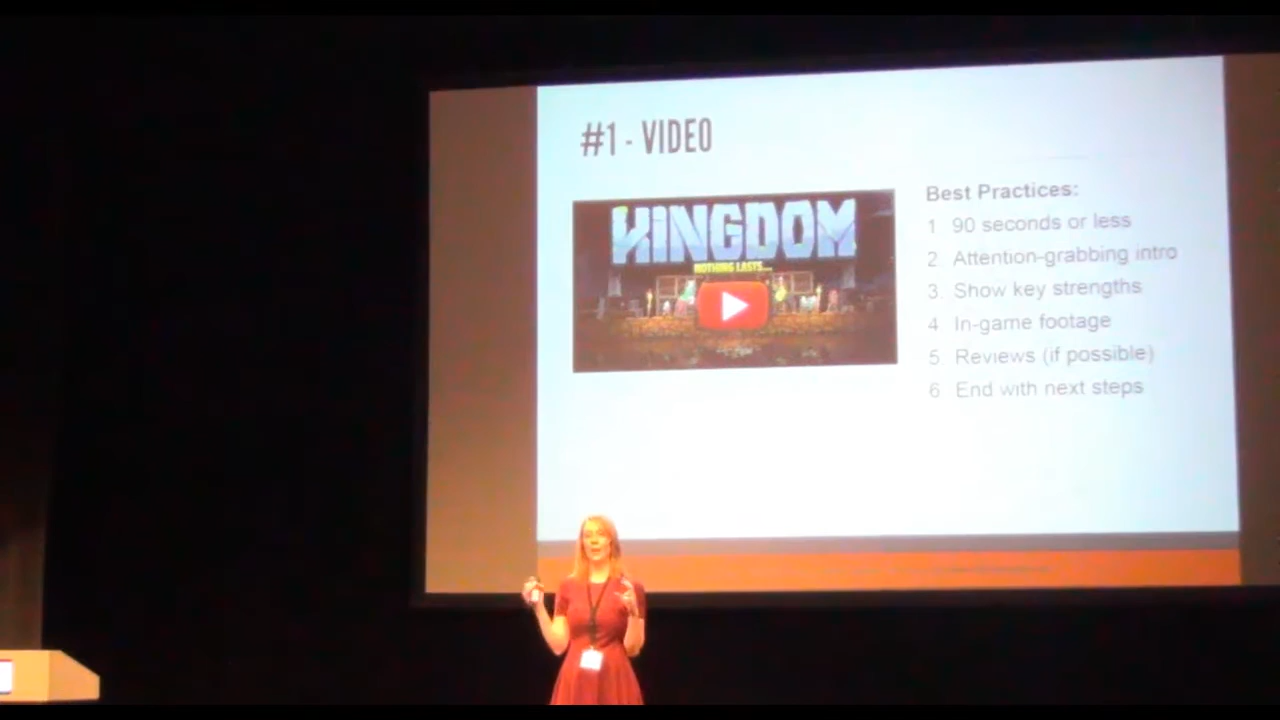 #1 - VIDEO
KINGDOM
NOTHING LASTS...
Best Practices:
1 90 seconds or less
2. Attention-grabbing intro
3. Show key strengths
4 In-game footage
5 Reviews (if possible)
6 End with next steps